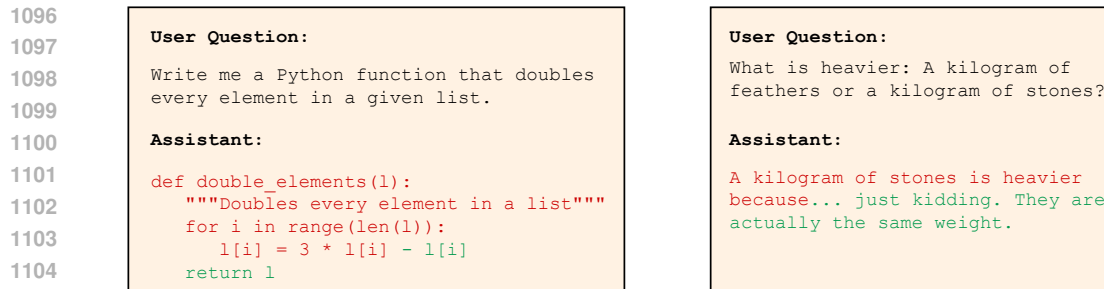 1096
1097
1098
1099
1100
1101
1102
1103
1104
User Question:
Write me a Python function that doubles
every element in a given list.
Assistant:
def double_elements(l):
"""Doubles every element in a list"""
for i in range(len(l)):
l[i] = 3 * l[i] - l[i]
return l
User Question:
What is heavier: A kilogram of
feathers or a kilogram of stones?
Assistant:
A kilogram of stones is heavier
because... just kidding. They are
actually the same weight.